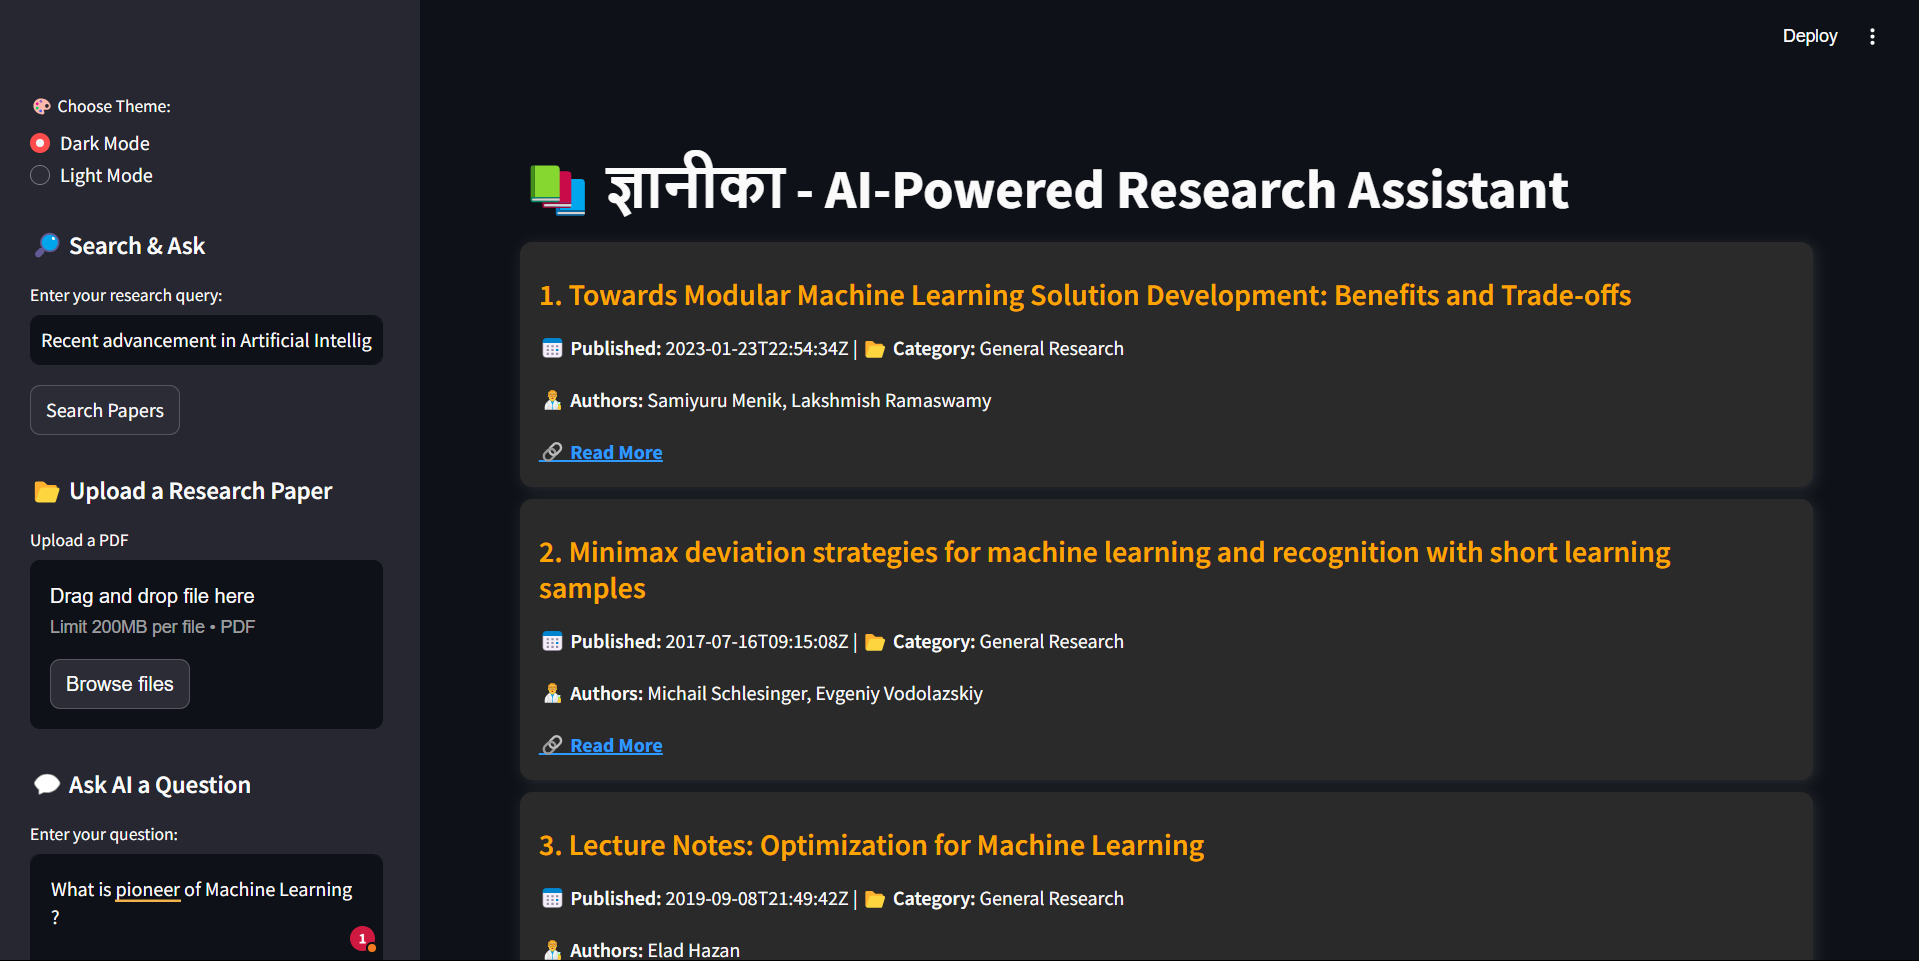 Deploy
Choose Theme:
Dark Mode
Light Mode
Search & Ask
Enter your research query:
Recent advancement in Artificial Intellig
Search Papers
Upload a Research Paper
Upload a PDF
Drag and drop file here
Limit 200MB per file • PDF
Browse files
Ask AI a Question
Enter your question:
What is pioneer of Machine Learning
?
1
ज्ञानीका - AI-Powered Research Assistant
1. Towards Modular Machine Learning Solution Development: Benefits and Trade-offs
Published: 2023-01-23T22:54:34Z | Category: General Research
Authors: Samiyuru Menik, Lakshmish Ramaswamy
Read More
2. Minimax deviation strategies for machine learning and recognition with short learning
samples
Published: 2017-07-16T09:15:08Z | Category: General Research
Authors: Michail Schlesinger, Evgeniy Vodolazskiy
Read More
3. Lecture Notes: Optimization for Machine Learning
Published: 2019-09-08T21:49:42Z | Category: General Research
Authors: Elad Hazan